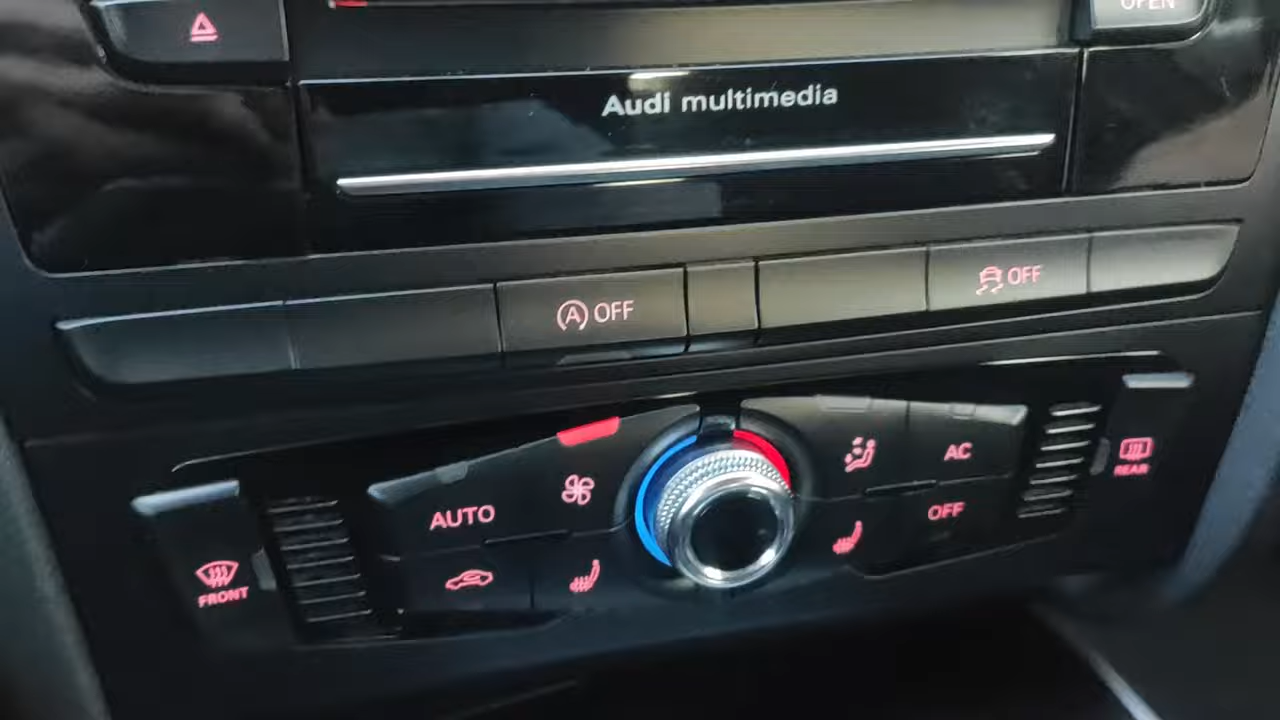 OPEN
Audi multimedia
A OFF
OFF
AUTO
AC
OFF
REAR
FRONT